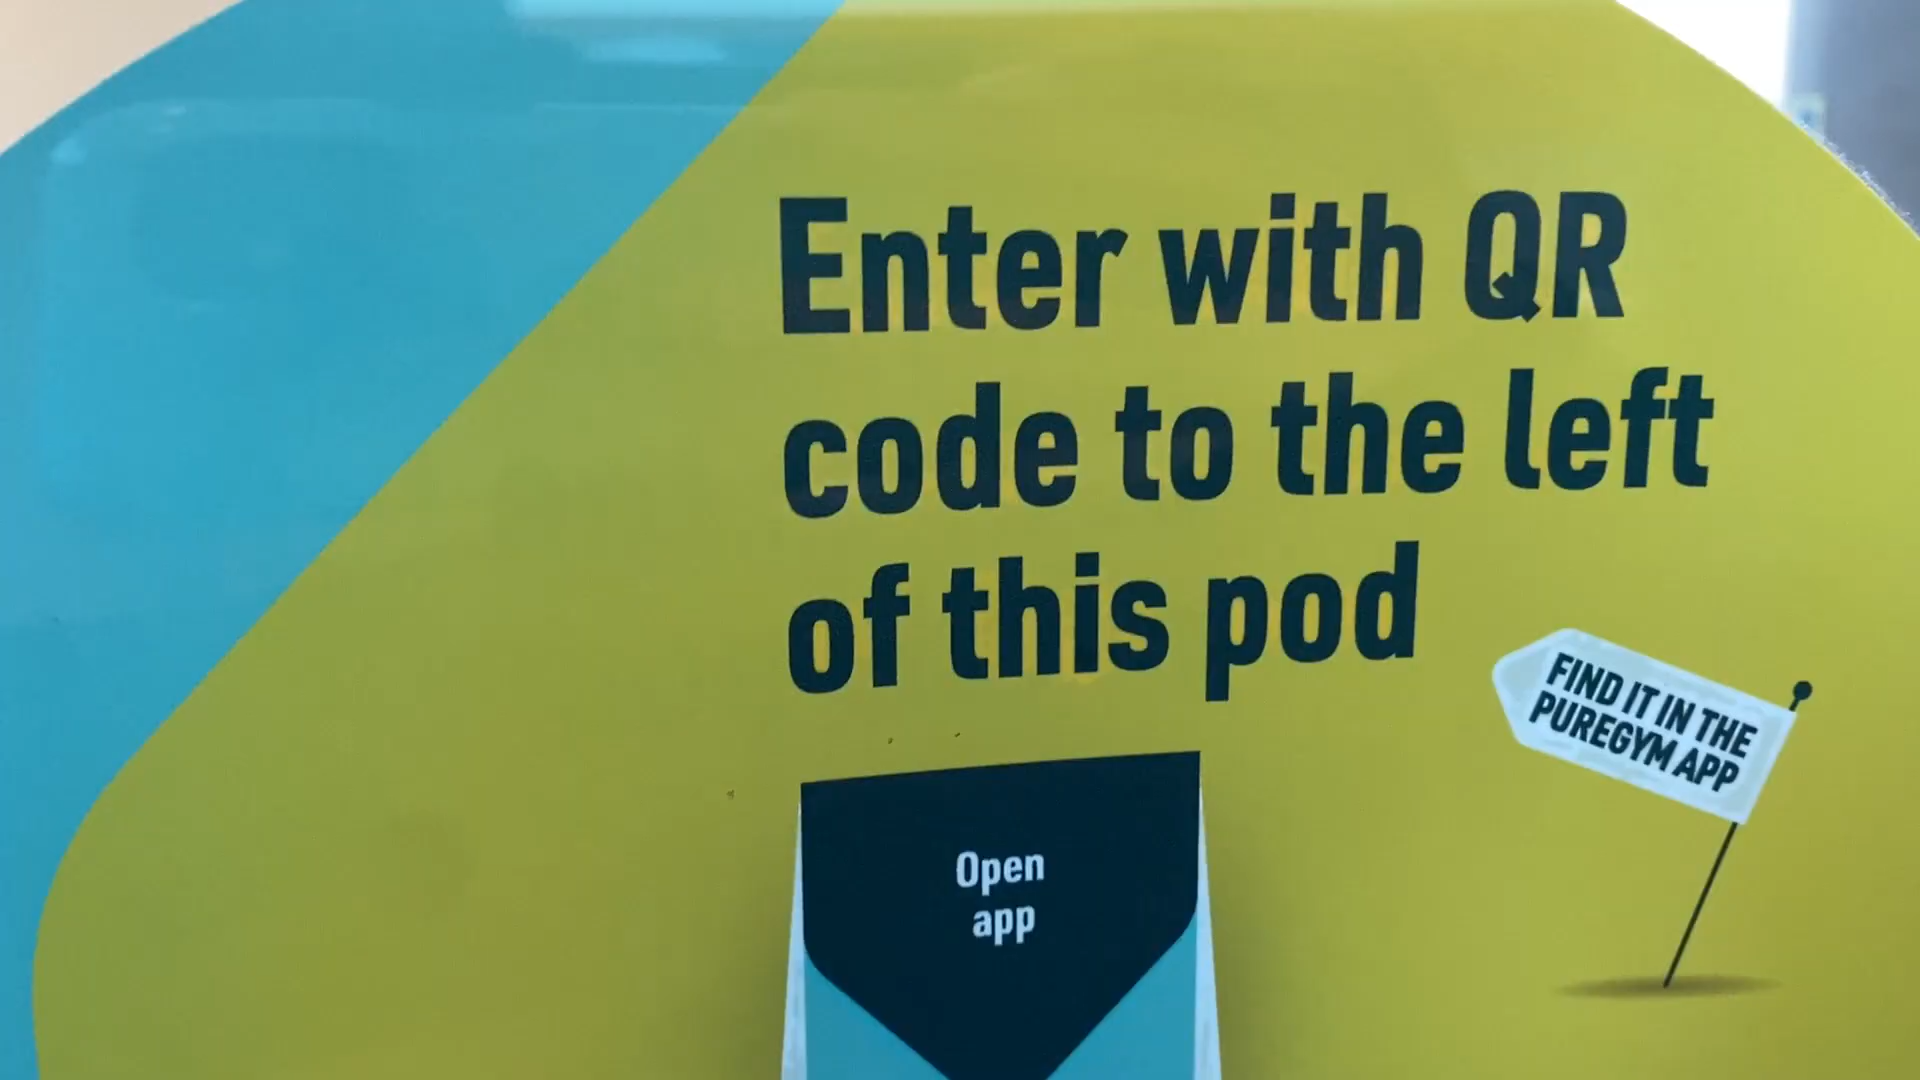 Enter with QR
code to the left
of this pod
FIND IT IN THE
PUREGYM APP
Open
app